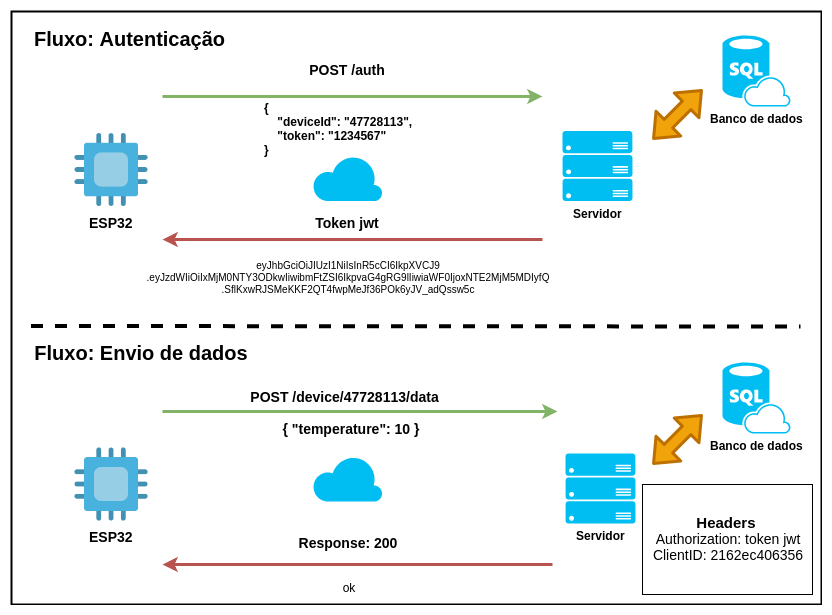 Fluxo: Autenticação
POST /auth
{
"deviceId": "47728113",
"token": "1234567"
}
SQL
Banco de dados
ESP32
Servidor
Token jwt
eyJhbGciOiJIUzI1NiIsInR5cCI6IkpXVCJ9
.eyJzdWIiOiIxMjM0NTY3ODkwIiwibmFtZSI6IkpvaG4gRG9lIiwiaWF0IjoxNTE2MjM5MDIyfQ
.SflKxwRJSMeKKF2QT4fwpMeJf36POk6yJV_adQssw5c
Fluxo: Envio de dados
POST /device/47728113/data
{ "temperature": 10 }
SQL
Banco de dados
ESP32
Servidor
Response: 200
ok
Headers
Authorization: token jwt
ClientID: 2162ec406356